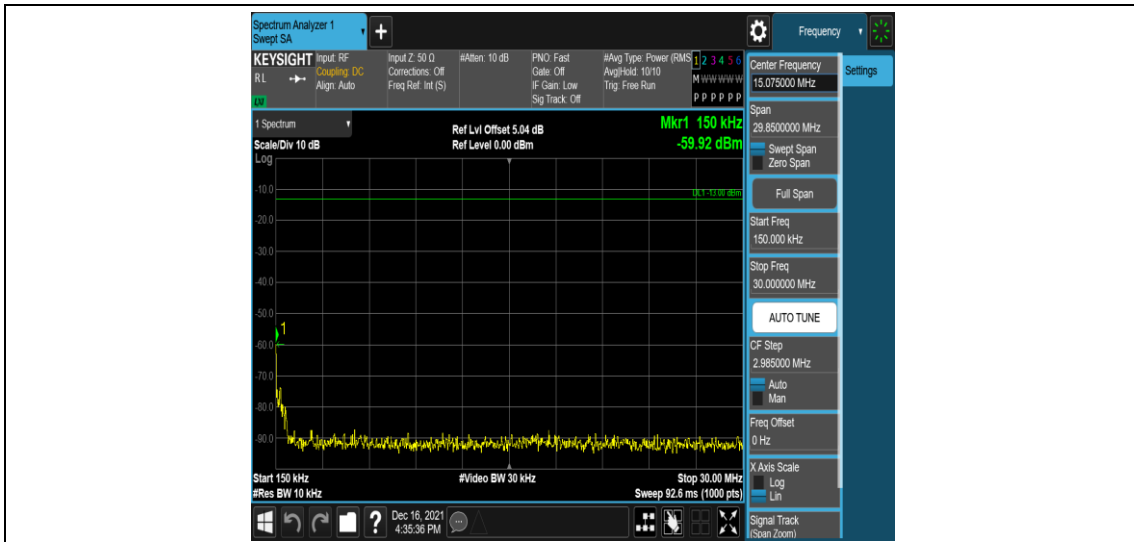 Spectrum Analyzer 1
Swept SA
+
Frequency
KEYSIGHT
Input: RF
Coupling: DC
Align: Auto
RL
LXI
Input Z: 50 Ω
Corrections: Off
Freq Ref: Int (S)
#Atten: 10 dB
PNO: Fast
Gate: Off
IF Gain: Low
Sig Track: Off
#Avg Type: Power (RMS
Avg|Hold: 10/10
Trig: Free Run
1 2 3 4 5 6
M W W W W W
P P P P P P
1 Spectrum
Scale/Div 10 dB
Log
Ref Lvl Offset 5.04 dB
Ref Level 0.00 dBm
Mkr1 150 kHz
-59.92 dBm
DL1 -13.00 dBm
-10.0
-20.0
-30.0
-40.0
-50.0
1
-60.0
-70.0
-80.0
-90.0
Start 150 kHz
#Video BW 30 kHz
Stop 30.00 MHz
#Res BW 10 kHz
Sweep 92.6 ms (1000 pts)
Dec 16, 2021
4:35:36 PM
?
Center Frequency
15.075000 MHz
Settings
Span
29.8500000 MHz
Swept Span
Zero Span
Full Span
Start Freq
150.000 kHz
Stop Freq
30.000000 MHz
AUTO TUNE
CF Step
2.985000 MHz
Auto
Man
Freq Offset
0 Hz
X Axis Scale
Log
Lin
Signal Track
(Span Zoom)